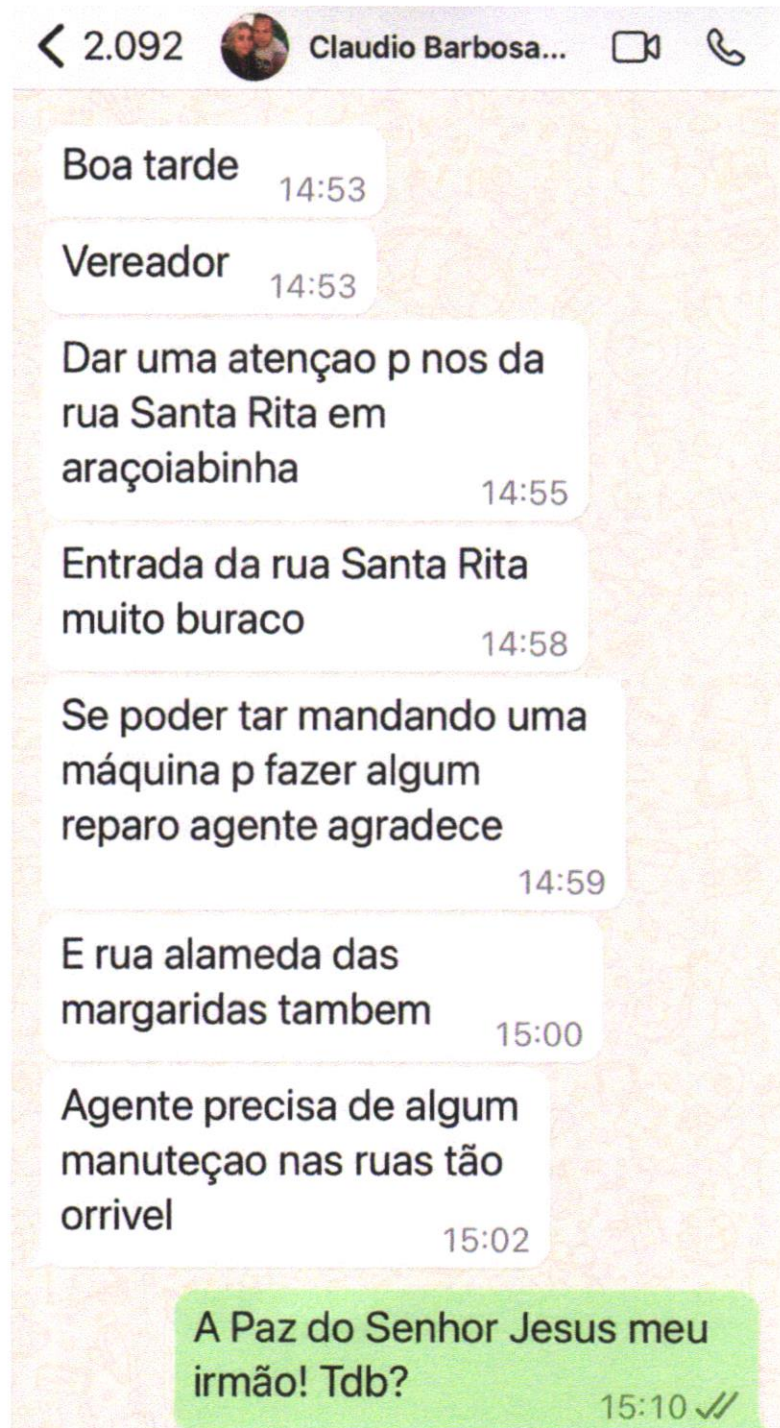 2.092 Claudio Barbosa...
Boa tarde 14:53
Vereador 14:53
Dar uma atençao p nos da
rua Santa Rita em
araçoiabinha 14:55
Entrada da rua Santa Rita
muito buraco 14:58
Se poder tar mandando uma
máquina p fazer algum
reparo agente agradece
14:59
E rua alameda das
margaridas tambem 15:00
Agente precisa de algum
manuteçao nas ruas tão
orrivel 15:02
A Paz do Senhor Jesus meu
irmão! Tdb? 15:10